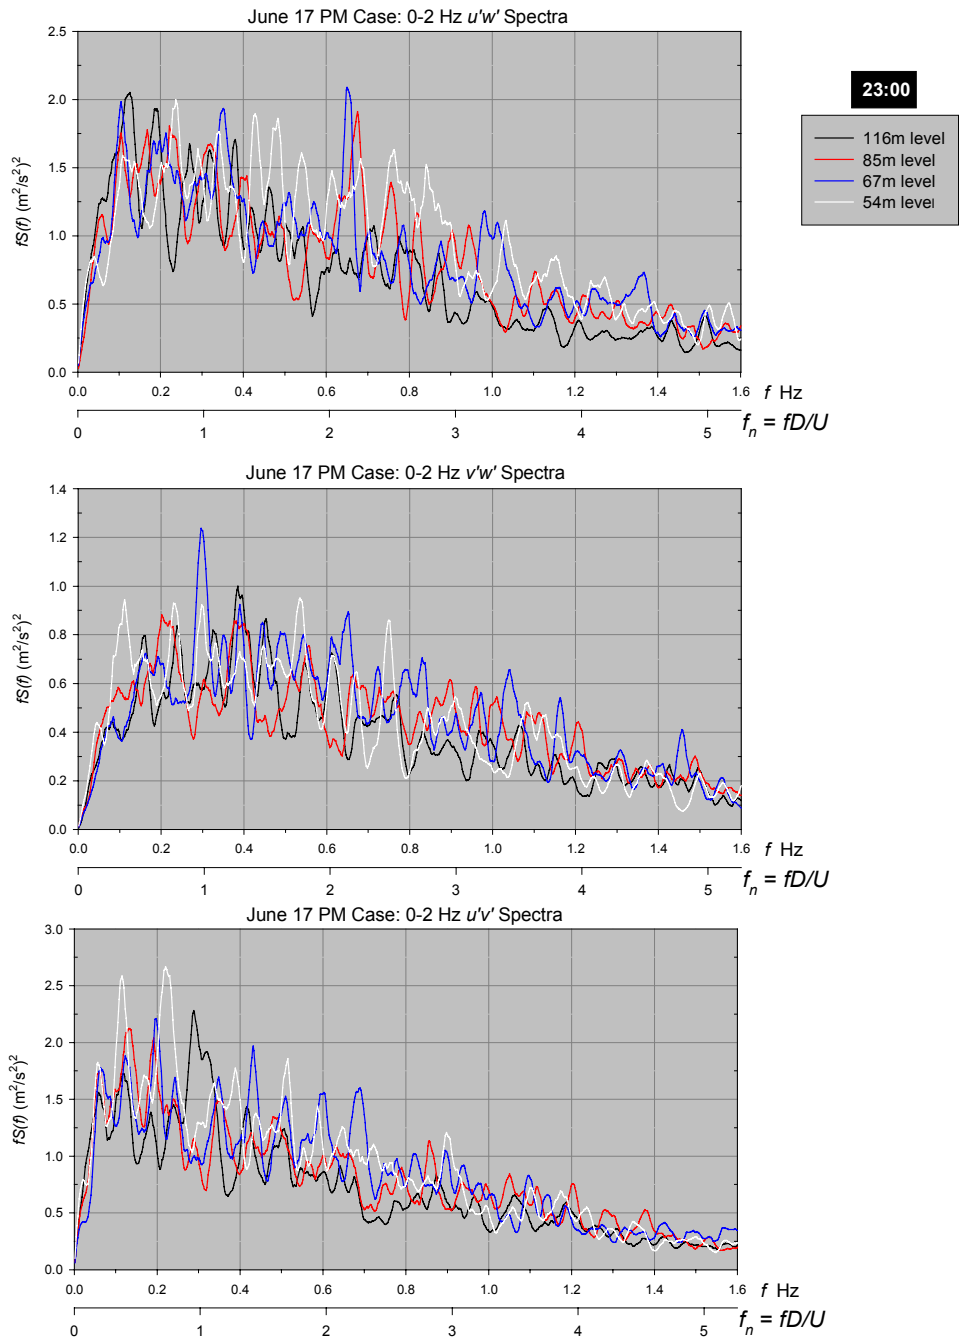 June 17 PM Case: 0-2 Hz u'w' Spectra
2.5
2.0
1.5
1.0
0.5
0.0
fS(f) (m²/s²)²
0.0 0.2 0.4 0.6 0.8 1.0 1.2 1.4 1.6 f Hz
0 1 2 3 4 5 fₙ = fD/U
23:00
116m level
85m level
67m level
54m level
June 17 PM Case: 0-2 Hz v'w' Spectra
1.4
1.2
1.0
0.8
0.6
0.4
0.2
0.0
fS(f) (m²/s²)²
0.0 0.2 0.4 0.6 0.8 1.0 1.2 1.4 1.6 f Hz
0 1 2 3 4 5 fₙ = fD/U
June 17 PM Case: 0-2 Hz u'v' Spectra
3.0
2.5
2.0
1.5
1.0
0.5
0.0
fS(f) (m²/s²)²
0.0 0.2 0.4 0.6 0.8 1.0 1.2 1.4 1.6 f Hz
0 1 2 3 4 5 fₙ = fD/U